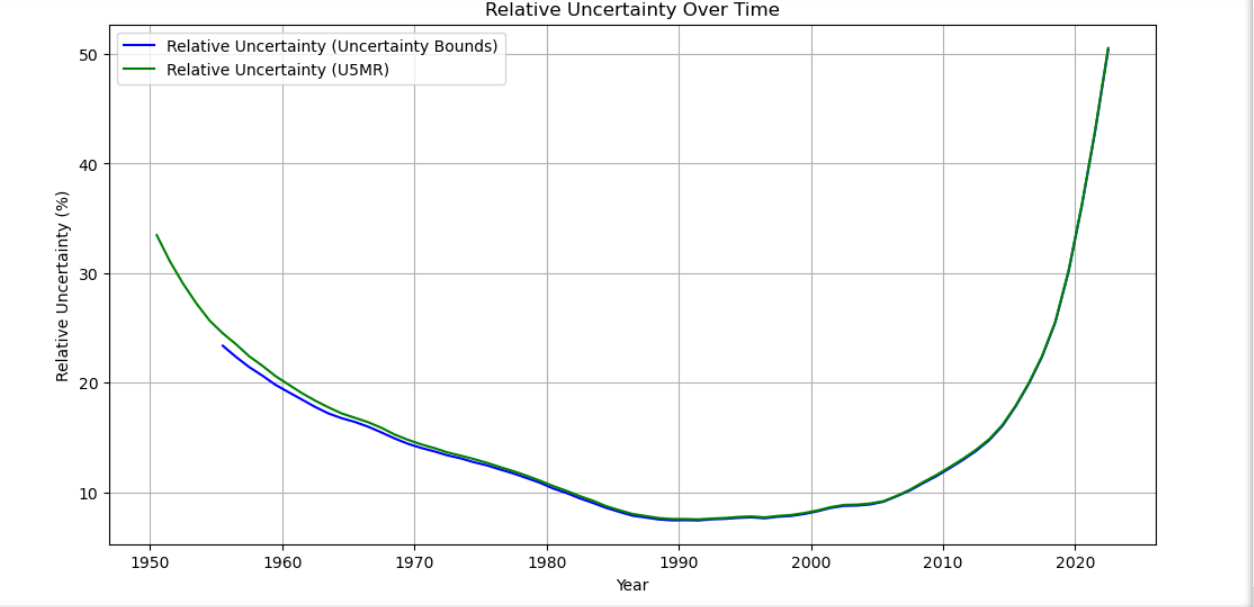 Relative Uncertainty Over Time
Relative Uncertainty (Uncertainty Bounds)
Relative Uncertainty (U5MR)
Relative Uncertainty (%)
50
40
30
20
10
1950 1960 1970 1980 1990 2000 2010 2020
Year